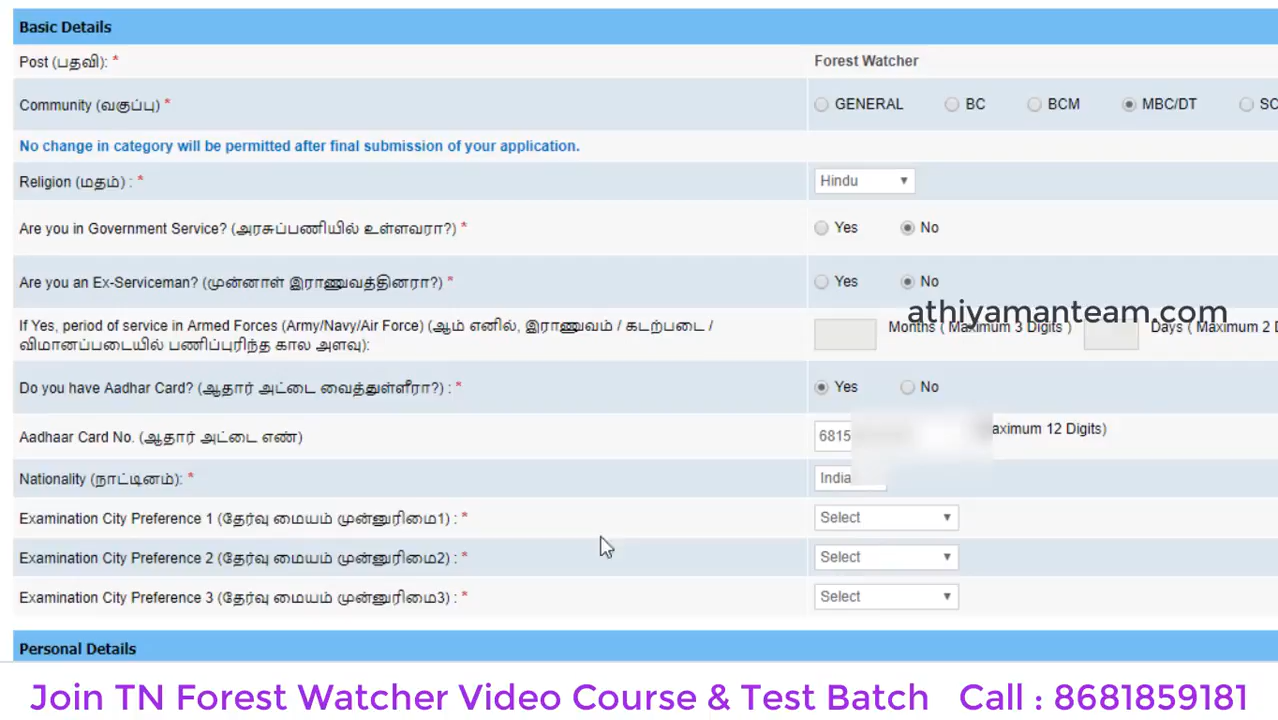 Basic Details
Post (பதவி): * Forest Watcher
Community (வகுப்பு) * GENERAL BC BCM MBC/DT
No change in category will be permitted after final submission of your application.
Religion (மதம்) : * Hindu
Are you in Government Service? (அரசுப்பணியில் உள்ளவரா?) * Yes No
Are you an Ex-Serviceman? (முன்னாள் இராணுவத்தினரா?) * Yes No
athiyamanteam.com
If Yes, period of service in Armed Forces (Army/Navy/Air Force) (ஆம் எனில், இராணுவம் / கடற்படை / Months ( Maximum 3 Digits ) Days ( Maximum 2
விமானப்படையில் பணிப்புரிந்த கால அளவு):
Do you have Aadhar Card? (ஆதார் அட்டை வைத்துள்ளீரா?) : * Yes No
Aadhaar Card No. (ஆதார் அட்டை எண்) 6815 aximum 12 Digits)
Nationality (நாட்டினம்): * India
Examination City Preference 1 (தேர்வு மையம் முன்னுரிமை1) : * Select
Examination City Preference 2 (தேர்வு மையம் முன்னுரிமை2) : * Select
Examination City Preference 3 (தேர்வு மையம் முன்னுரிமை3) : * Select
Personal Details
Join TN Forest Watcher Video Course & Test Batch Call : 8681859181